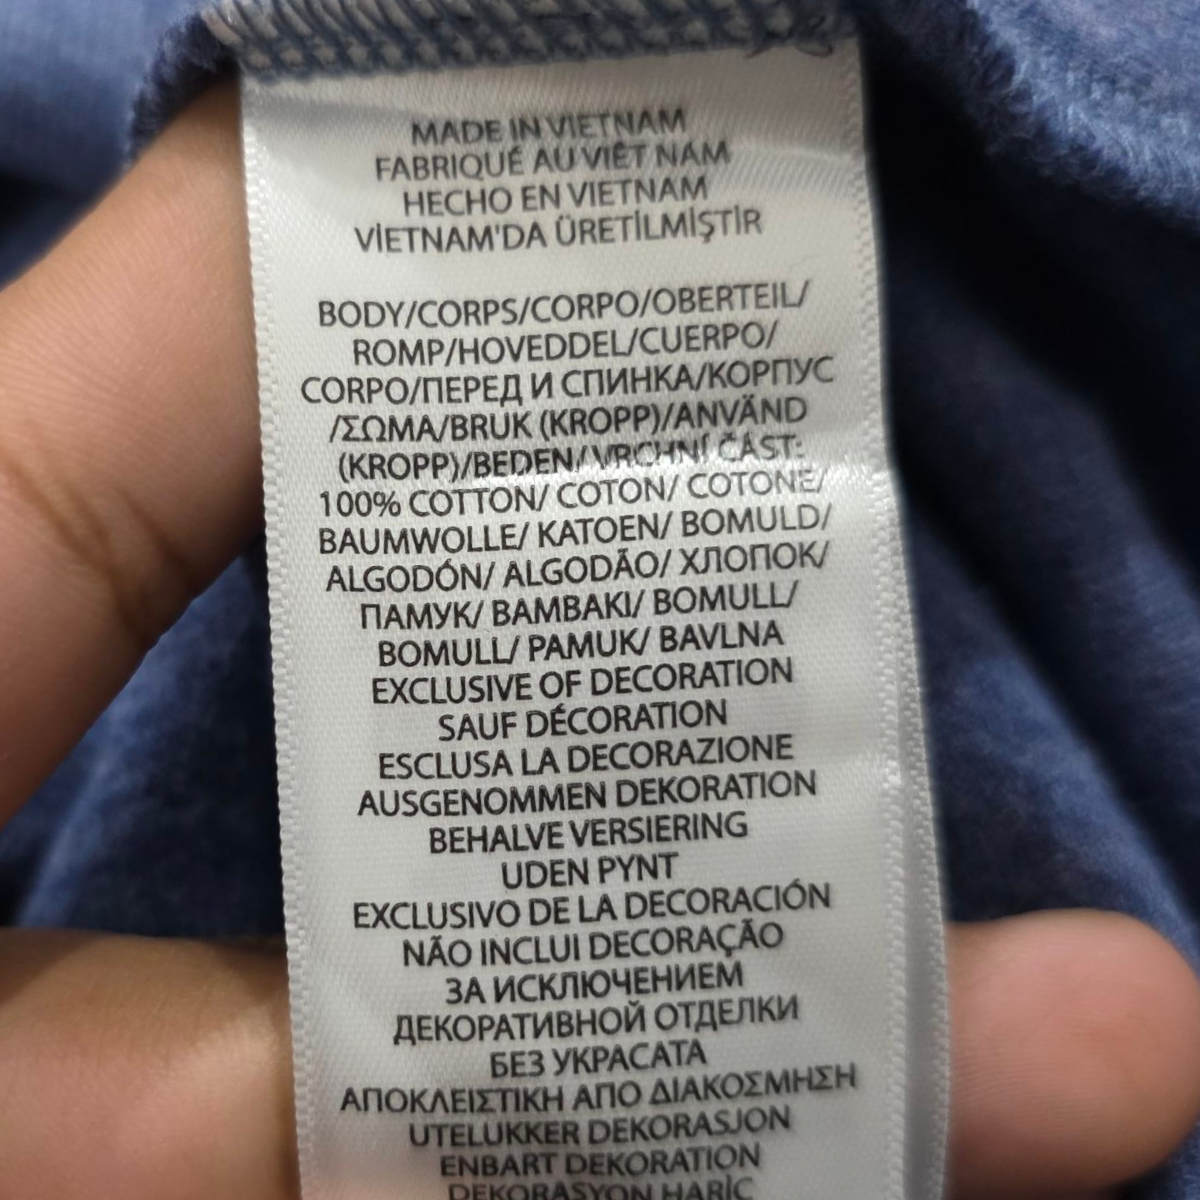 MADE IN VIETNAM
FABRIQUÉ AU VIÊT NAM
HECHO EN VIETNAM
VİETNAM'DA ÜRETİLMİŞTİR
BODY/CORPS/CORPO/OBERTEIL/
ROMP/HOVEDDEL/CUERPO/
CORPO/ПЕРЕД И СПИНКА/КОРПУС
/ΣΩΜΑ/BRUK (KROPP)/ANVÄND
(KROPP)/BEDEN/VRCHNÍ ČÁST:
100% COTTON/ COTON/ COTONE/
BAUMWOLLE/ KATOEN/ BOMULD/
ALGODÓN/ ALGODÃO/ ХЛОПОК/
ПАМУК/ ΒΑΜΒΑΚΙ/ BOMULL/
BOMULL/ PAMUK/ BAVLNA
EXCLUSIVE OF DECORATION
SAUF DÉCORATION
ESCLUSA LA DECORAZIONE
AUSGENOMMEN DEKORATION
BEHALVE VERSIERING
UDEN PYNT
EXCLUSIVO DE LA DECORACIÓN
NÃO INCLUI DECORAÇÃO
ЗА ИСКЛЮЧЕНИЕМ
ДЕКОРАТИВНОЙ ОТДЕЛКИ
БЕЗ УКРАСАТА
ΑΠΟΚΛΕΙΣΤΙΚΗ ΑΠΟ ΔΙΑΚΟΣΜΗΣΗ
UTELUKKER DEKORASJON
ENBART DEKORATION
DEKORASYON HARİÇ